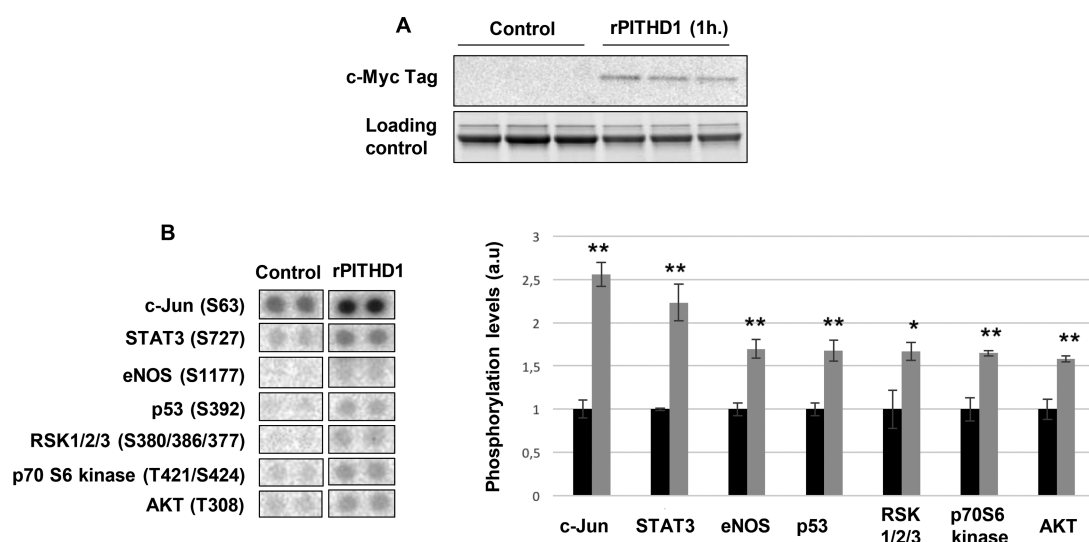 A
Control
rPITHD1 (1h.)
c-Myc Tag
Loading
control
B
Control
rPITHD1
c-Jun (S63)
STAT3 (S727)
eNOS (S1177)
p53 (S392)
RSK1/2/3 (S380/386/377)
p70 S6 kinase (T421/S424)
AKT (T308)
Phosphorylation levels (a.u)
3
2,5
2
1,5
1
0,5
0
**
**
**
**
*
**
**
c-Jun
STAT3
eNOS
p53
RSK
1/2/3
p70S6
kinase
AKT